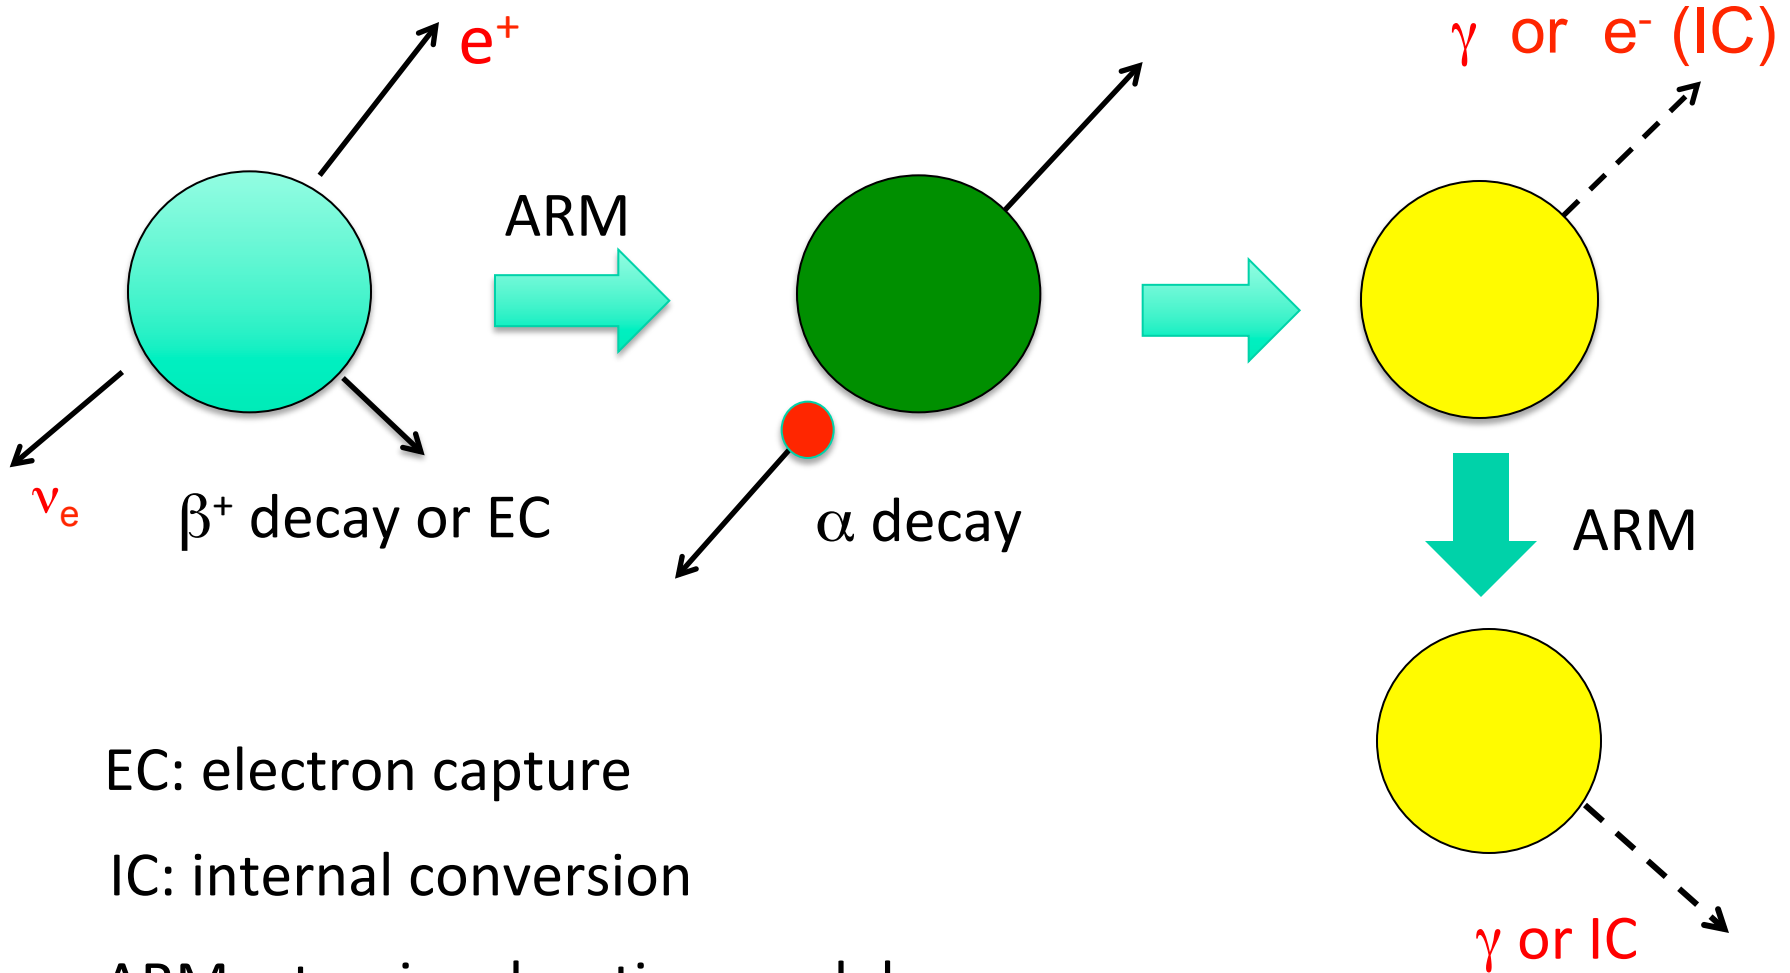 e⁺
γ or e⁻ (IC)
ARM
νₑ
β⁺ decay or EC
α decay
ARM
EC: electron capture
IC: internal conversion
γ or IC